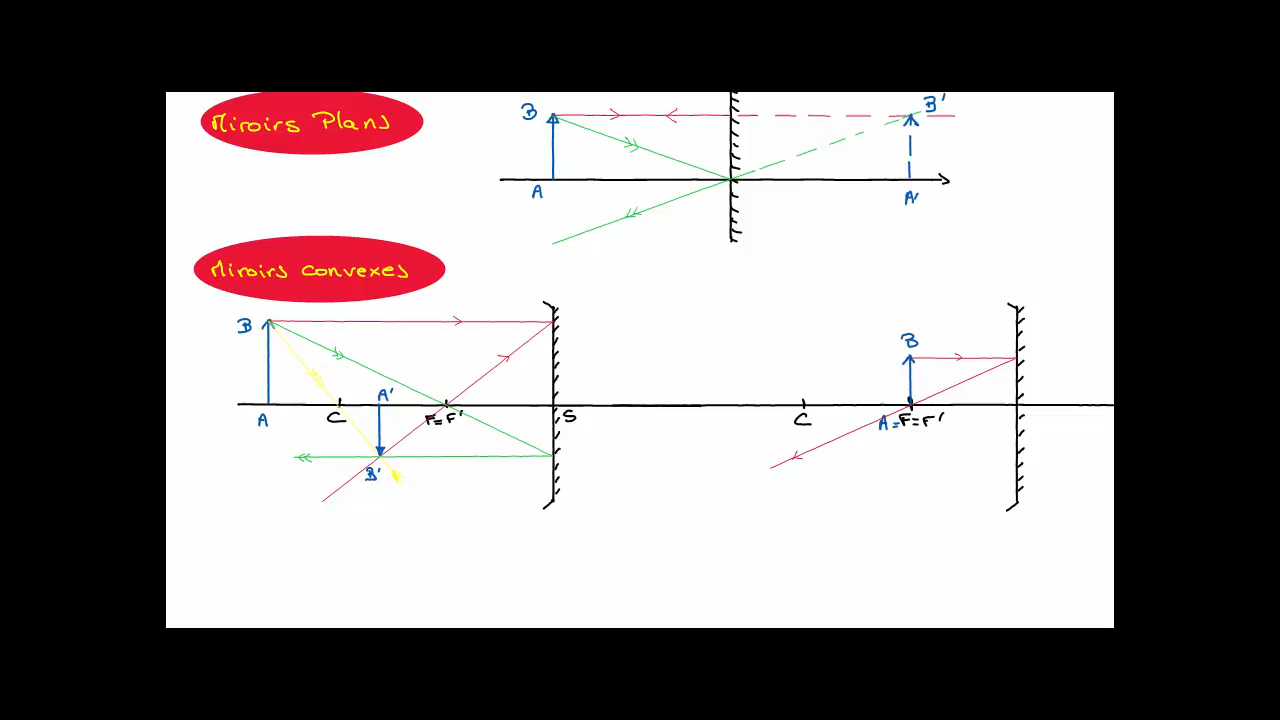 Miroirs Plans
B
B'
A
A'
Miroirs convexes
B
A
C
A'
F=F'
S
B'
B
C
A=F=F'